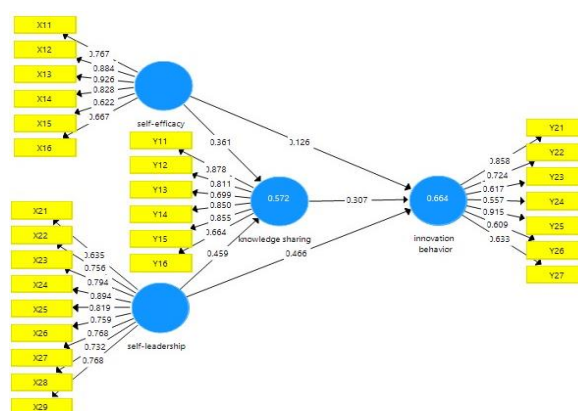 X11
X12
X13
X14
X15
X16
0.767
0.884
0.926
0.828
0.622
0.667
self-efficacy
0.361
0.126
Y11
Y12
Y13
Y14
Y15
Y16
0.878
0.811
0.699
0.850
0.855
0.664
0.572
knowledge sharing
0.307
0.459
0.466
0.664
innovation
behavior
0.858
0.724
0.617
0.557
0.915
0.609
0.633
Y21
Y22
Y23
Y24
Y25
Y26
Y27
X21
X22
X23
X24
X25
X26
X27
X28
X29
0.635
0.756
0.794
0.894
0.819
0.759
0.768
0.732
0.768
self-leadership